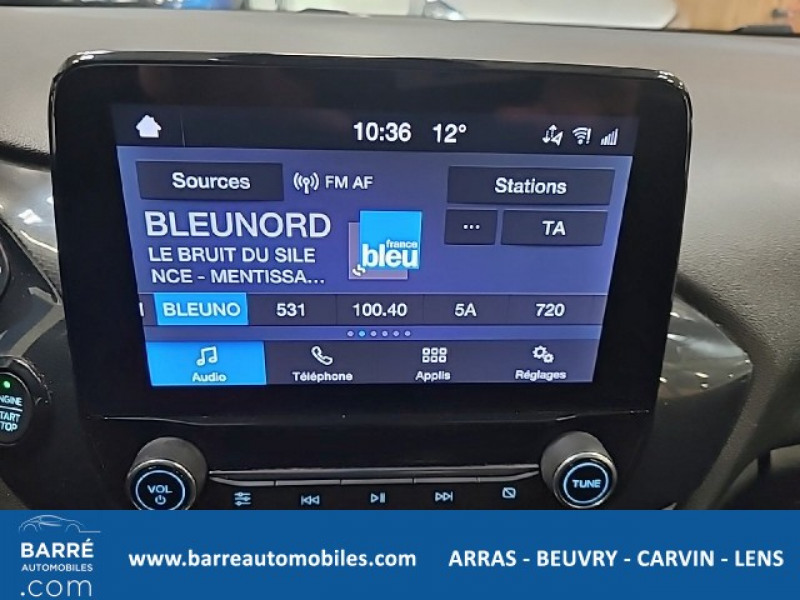 10:36 12°
Sources FM AF Stations
BLEUNORD ... TA
LE BRUIT DU SILE
NCE - MENTISSA...
france
bleu
BLEUNO 531 100.40 5A 720
Audio Téléphone Applis Réglages
ENGINE
START
STOP
VOL TUNE
BARRÉ
AUTOMOBILES
.com
www.barreautomobiles.com ARRAS - BEUVRY - CARVIN - LENS